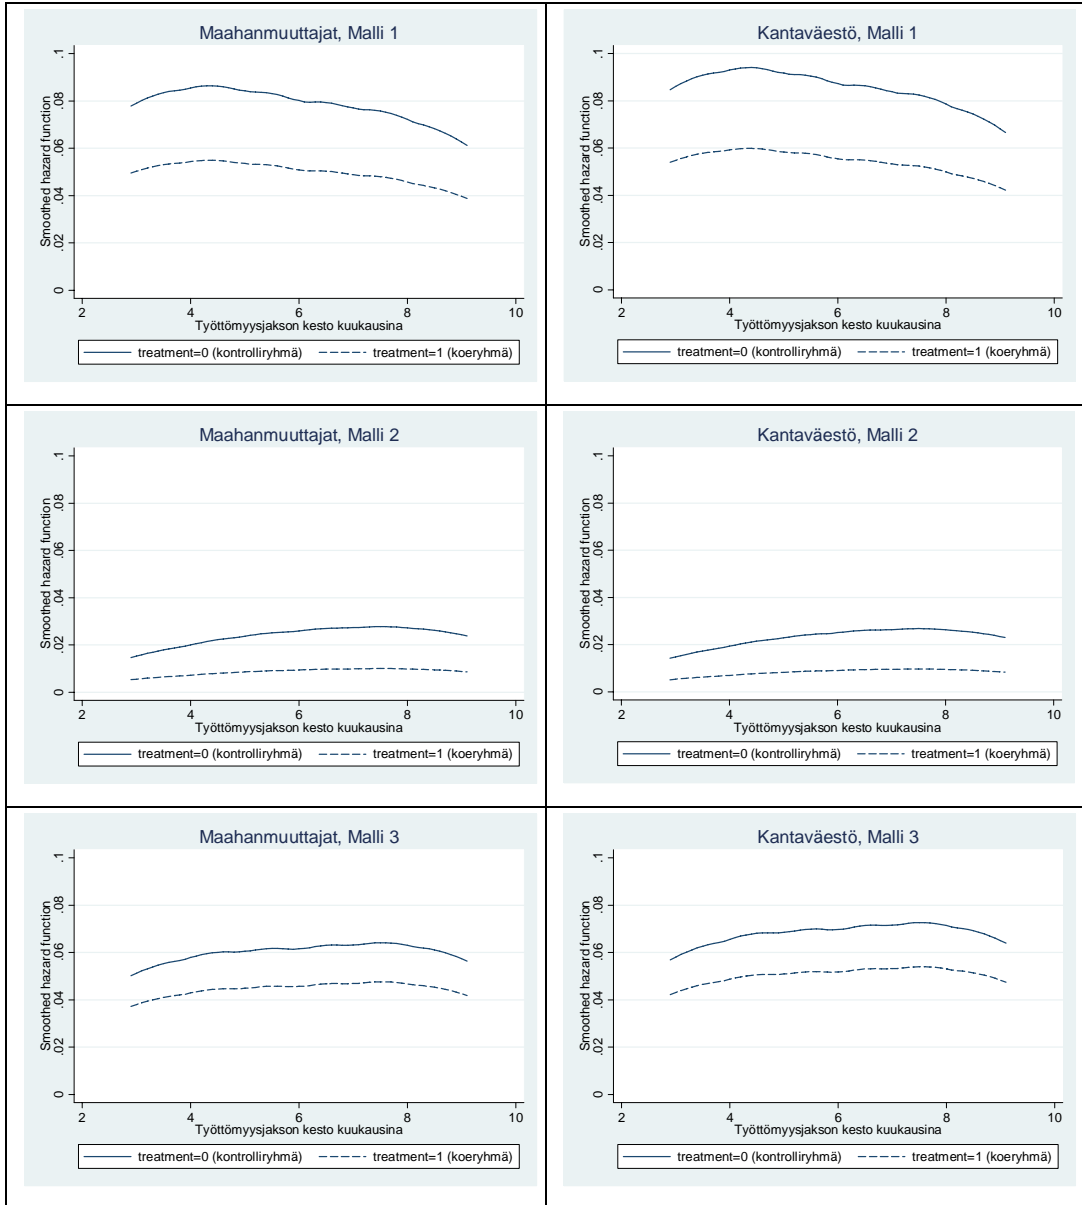 Maahanmuuttajat, Malli 1
Smoothed hazard function
.1
.08
.06
.04
.02
0
2 4 6 8 10
Työttömyysjakson kesto kuukausina
treatment=0 (kontrolliryhmä) treatment=1 (koeryhmä)
Kantaväestö, Malli 1
Smoothed hazard function
.1
.08
.06
.04
.02
0
2 4 6 8 10
Työttömyysjakson kesto kuukausina
treatment=0 (kontrolliryhmä) treatment=1 (koeryhmä)
Maahanmuuttajat, Malli 2
Smoothed hazard function
.1
.08
.06
.04
.02
0
2 4 6 8 10
Työttömyysjakson kesto kuukausina
treatment=0 (kontrolliryhmä) treatment=1 (koeryhmä)
Kantaväestö, Malli 2
Smoothed hazard function
.1
.08
.06
.04
.02
0
2 4 6 8 10
Työttömyysjakson kesto kuukausina
treatment=0 (kontrolliryhmä) treatment=1 (koeryhmä)
Maahanmuuttajat, Malli 3
Smoothed hazard function
.1
.08
.06
.04
.02
0
2 4 6 8 10
Työttömyysjakson kesto kuukausina
treatment=0 (kontrolliryhmä) treatment=1 (koeryhmä)
Kantaväestö, Malli 3
Smoothed hazard function
.1
.08
.06
.04
.02
0
2 4 6 8 10
Työttömyysjakson kesto kuukausina
treatment=0 (kontrolliryhmä) treatment=1 (koeryhmä)